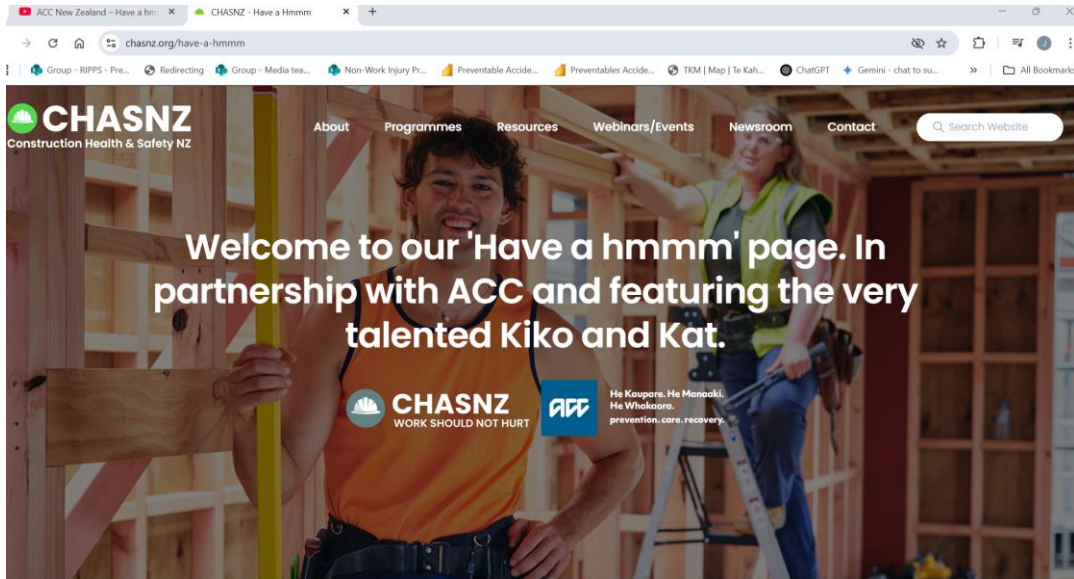 ACC New Zealand – Have a hm
CHASNZ - Have a Hmmm
chasnz.org/have-a-hmmm
Group - RIPPS - Pre... Redirecting Group - Media tea... Non-Work Injury Pr... Preventable Accide... Preventables Accide... TKM | Map | Te Kah... ChatGPT Gemini - chat to su... » All Bookmarks
CHASNZ
Construction Health & Safety NZ
About Programmes Resources Webinars/Events Newsroom Contact Search Website
Welcome to our 'Have a hmmm' page. In
partnership with ACC and featuring the very
talented Kiko and Kat.
CHASNZ
WORK SHOULD NOT HURT
acc
He Kaupare. He Manaaki.
He Whakaora.
prevention. care. recovery.